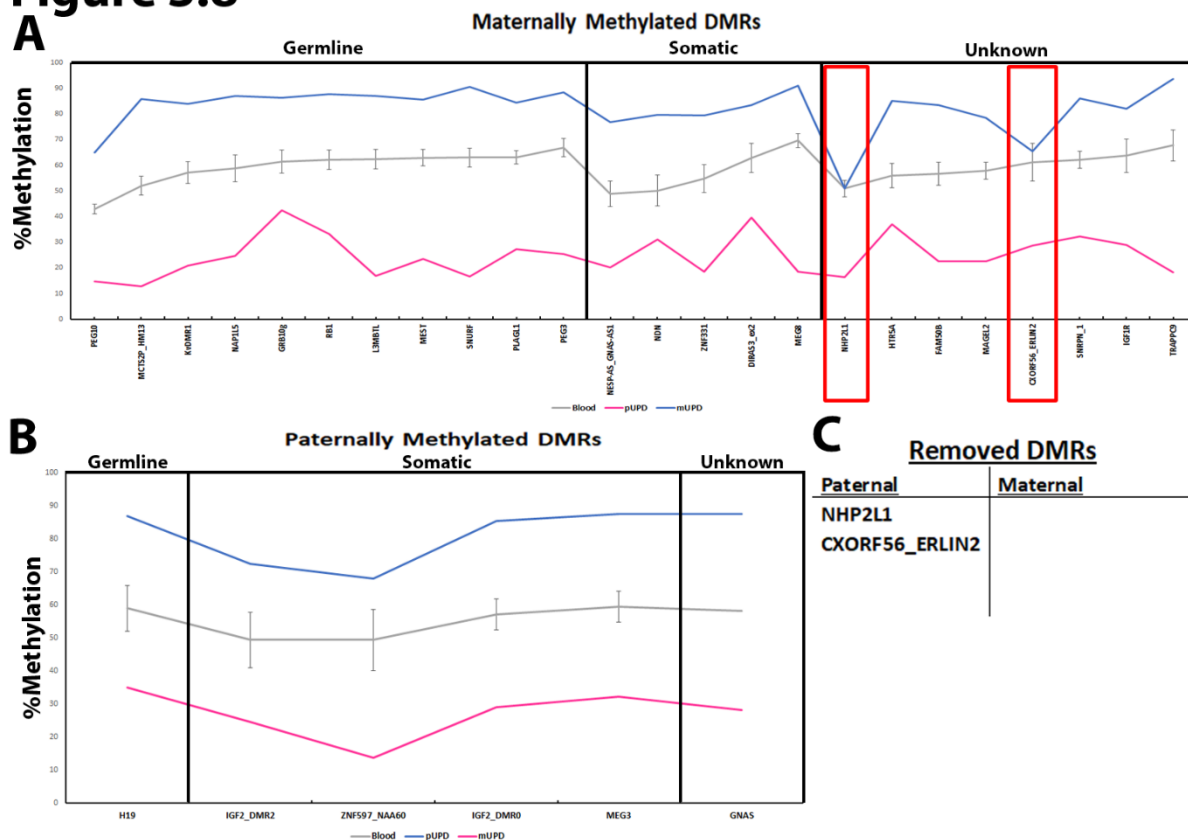 Figure 3.8
A
Maternally Methylated DMRs
Germline
Somatic
Unknown
%Methylation
100
90
80
70
60
50
40
30
20
10
0
PEG10
MCTS2P_HM13
KvDMR1
NAP1L5
GRB10g
RB1
L3MBTL
MEST
SNURF
PLAGL1
PEG3
NESP-AS_GNAS-AS1
NDN
ZNF331
DIRAS3_ex2
MEG8
NHP2L1
HTR5A
FAM50B
MAGEL2
CXORF56_ERLIN2
SNRPN_1
IGF1R
TRAPPC9
Blood pUPD mUPD
B
Paternally Methylated DMRs
Germline
Somatic
Unknown
%Methylation
100
90
80
70
60
50
40
30
20
10
0
H19
IGF2_DMR2
ZNF597_NAA60
IGF2_DMR0
MEG3
GNAS
Blood pUPD mUPD
C
Removed DMRs
Paternal Maternal
NHP2L1
CXORF56_ERLIN2